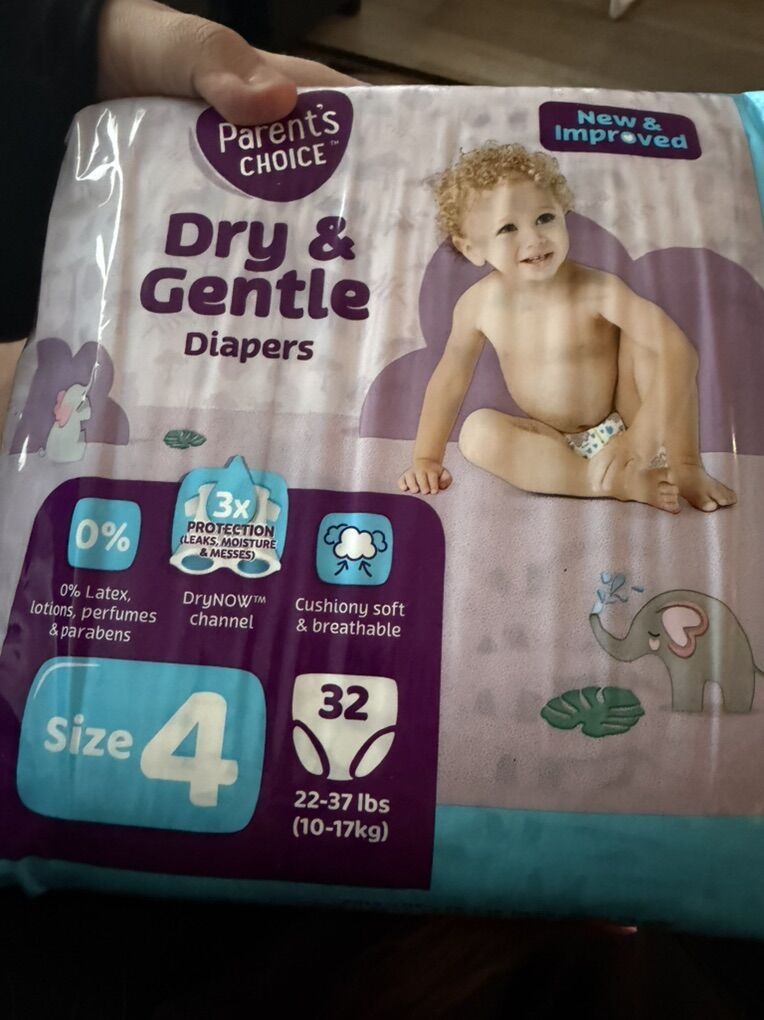 Parent's
CHOICE™
New &
Improved
Dry &
Gentle
Diapers
0%
0% Latex,
lotions, perfumes
& parabens
3x
PROTECTION
(LEAKS, MOISTURE
& MESSES)
DryNOW™
channel
Cushiony soft
& breathable
Size 4
32
22-37 lbs
(10-17kg)